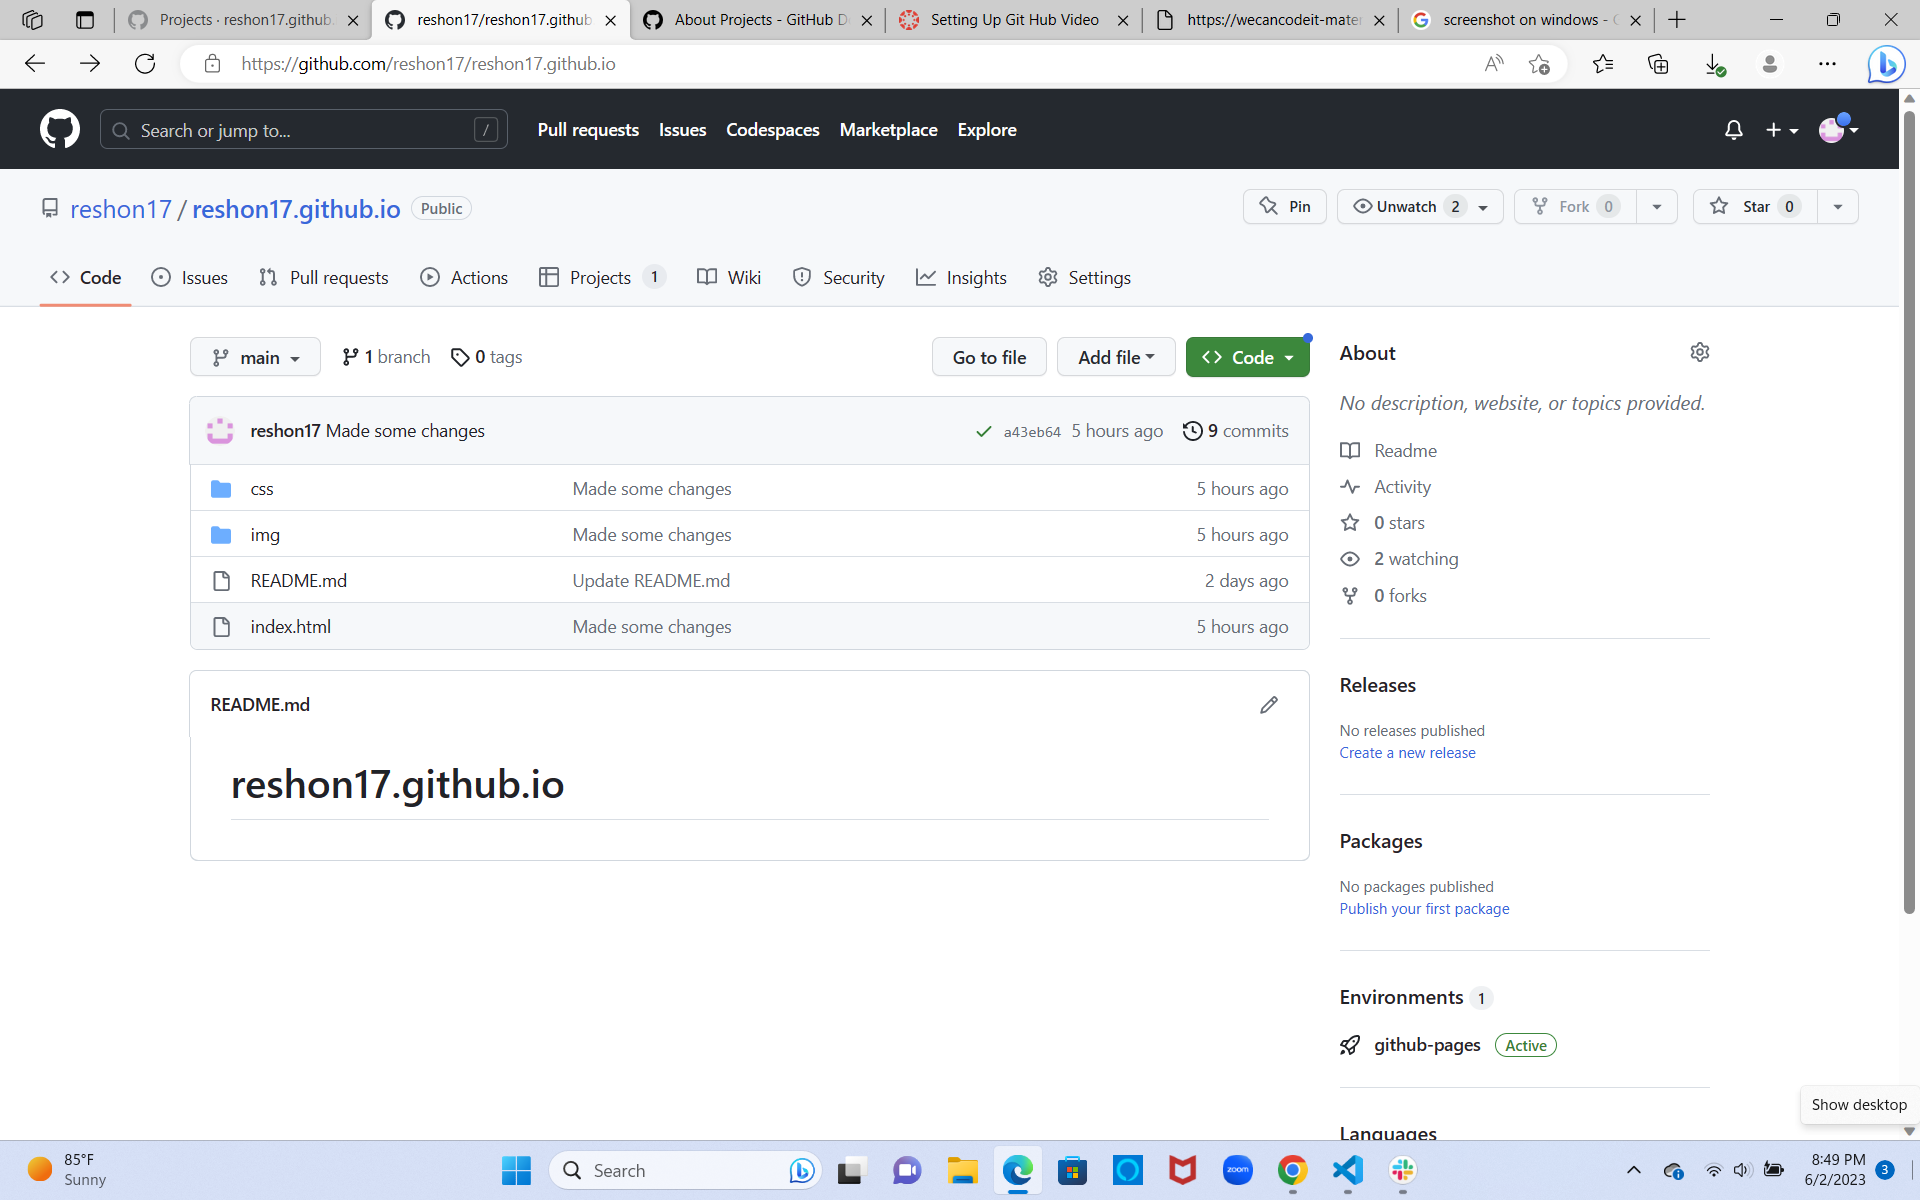 Projects · reshon17.github.
reshon17/reshon17.github
About Projects - GitHub D
Setting Up Git Hub Video
https://wecancodeit-mater
screenshot on windows - G
https://github.com/reshon17/reshon17.github.io
Search or jump to... /
Pull requests Issues Codespaces Marketplace Explore
reshon17 / reshon17.github.io Public
Pin Unwatch 2 Fork 0 Star 0
Code Issues Pull requests Actions Projects 1 Wiki Security Insights Settings
main 1 branch 0 tags Go to file Add file Code
reshon17 Made some changes a43eb64 5 hours ago 9 commits
css Made some changes 5 hours ago
img Made some changes 5 hours ago
README.md Update README.md 2 days ago
index.html Made some changes 5 hours ago
README.md
reshon17.github.io
About
No description, website, or topics provided.
Readme
Activity
0 stars
2 watching
0 forks
Releases
No releases published
Create a new release
Packages
No packages published
Publish your first package
Environments 1
github-pages Active
Languages
Show desktop
85°F
Sunny
Search
zoom
8:49 PM
6/2/2023
3